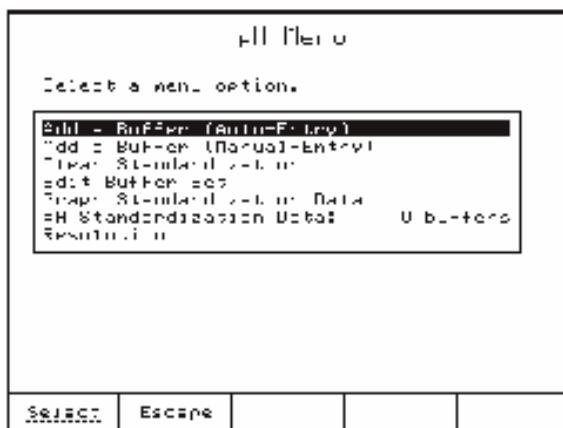 pH Menu
Select a menu option.
Add a Buffer (Auto-Entry)
Add a Buffer (Manual-Entry)
Clear Standardization
Edit Buffer Set
Graph Standardization Data
pH Standardization Data: 0 buffers
Resolution
Select Escape